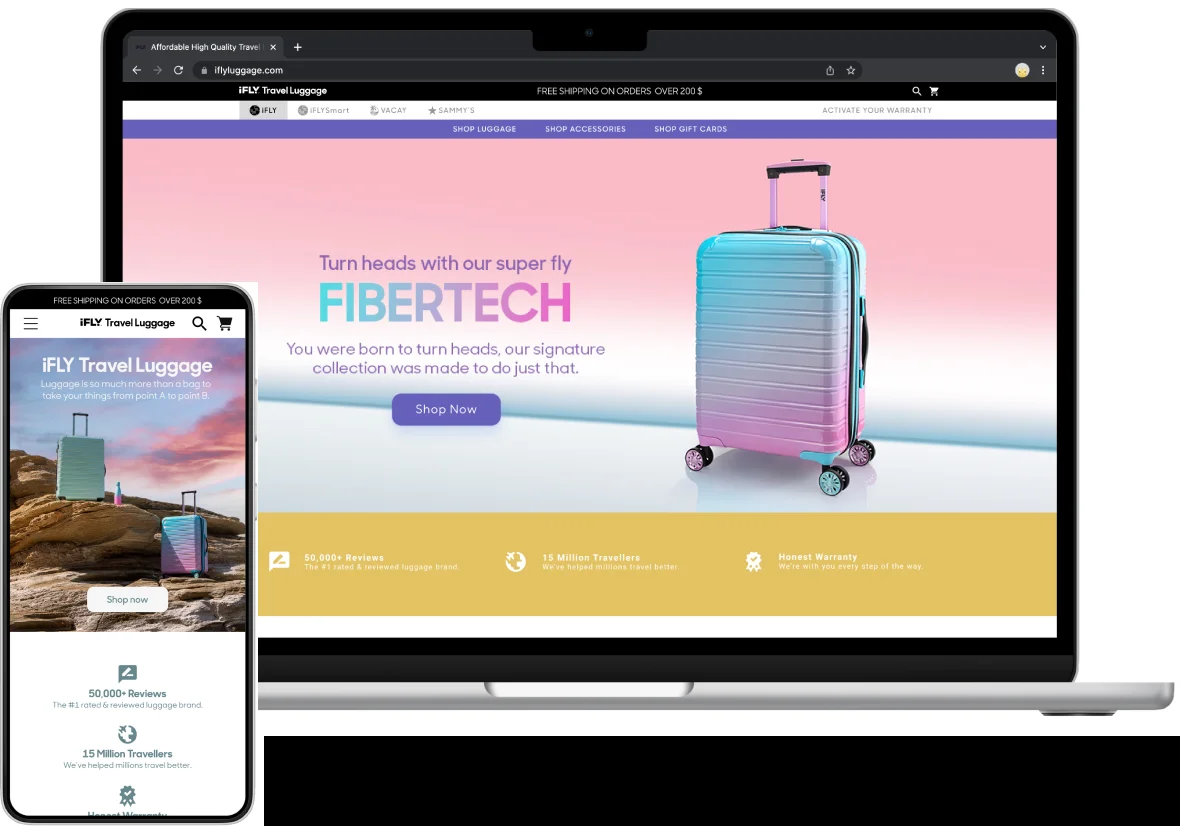 Affordable High Quality Travel
iflyluggage.com
iFLY Travel Luggage
FREE SHIPPING ON ORDERS OVER 200 $
iFLY
iFLYSmart
VACAY
SAMMY'S
ACTIVATE YOUR WARRANTY
SHOP LUGGAGE
SHOP ACCESSORIES
SHOP GIFT CARDS
iFLY
Turn heads with our super fly
FIBERTECH
You were born to turn heads, our signature
collection was made to do just that.
Shop Now
50,000+ Reviews
The #1 rated & reviewed luggage brand.
15 Million Travellers
We've helped millions travel better.
Honest Warranty
We're with you every step of the way.
FREE SHIPPING ON ORDERS OVER 200 $
iFLY Travel Luggage
iFLY Travel Luggage
Luggage is so much more than a bag to
take your things from point A to point B.
Shop now
50,000+ Reviews
The #1 rated & reviewed luggage brand.
15 Million Travellers
We've helped millions travel better.
Honest Warranty